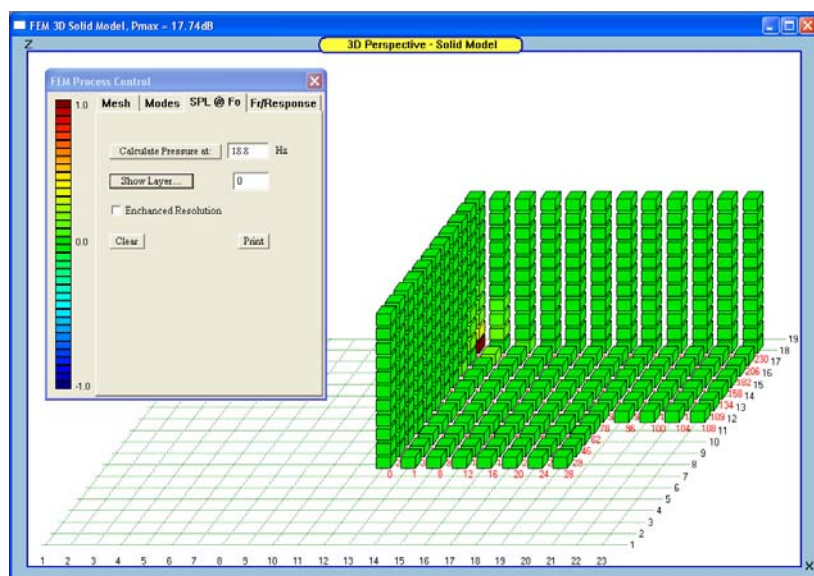 FEM 3D Solid Model, Pmax = 17.74dB
Z
3D Perspective - Solid Model
FEM Process Control
1.0
Mesh Modes SPL @ Fo Fr/Response
Calculate Pressure at: 18.8 Hz
Show Layer... 0
Enchanced Resolution
0.0
Clear Print
-1.0
19
18
17
16
15
14
13
12
11
10
9
8
7
6
5
4
3
2
1
230
206
182
158
134
109
78 96 100 104 108
62
46
29
0 1 8 12 16 20 24 28
1 2 3 4 5 6 7 8 9 10 11 12 13 14 15 16 17 18 19 20 21 22 23
X